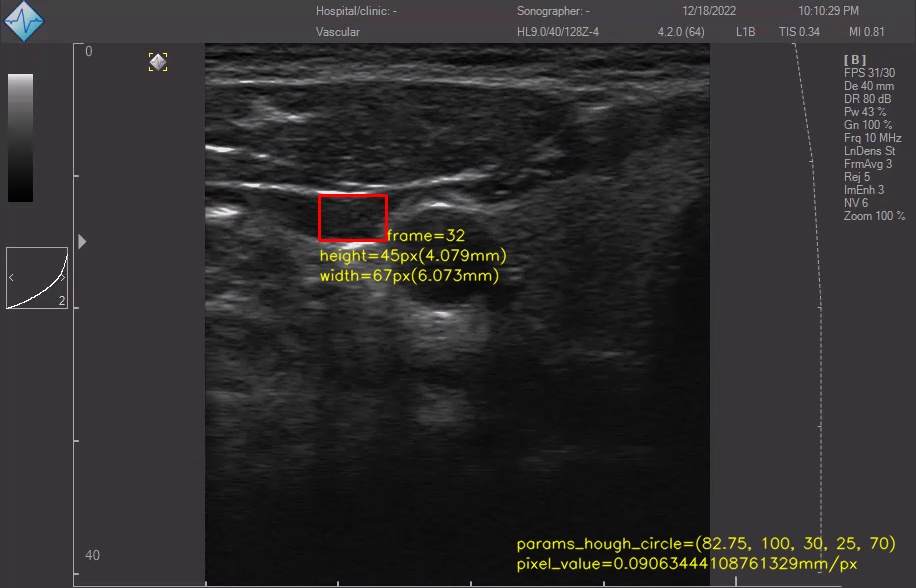 Hospital/clinic: - Sonographer: - 12/18/2022 10:10:29 PM
Vascular HL9.0/40/128Z-4 4.2.0 (64) L1B TIS 0.34 MI 0.81
0
[B]
FPS 31/30
De 40 mm
DR 80 dB
Pw 43 %
Gn 100 %
Frq 10 MHz
LnDens St
FrmAvg 3
Rej 5
ImEnh 3
NV 6
Zoom 100 %
frame=32
height=45px(4.079mm)
width=67px(6.073mm)
2
params_hough_circle=(82.75, 100, 30, 25, 70)
40
pixel_value=0.09063444108761329mm/px